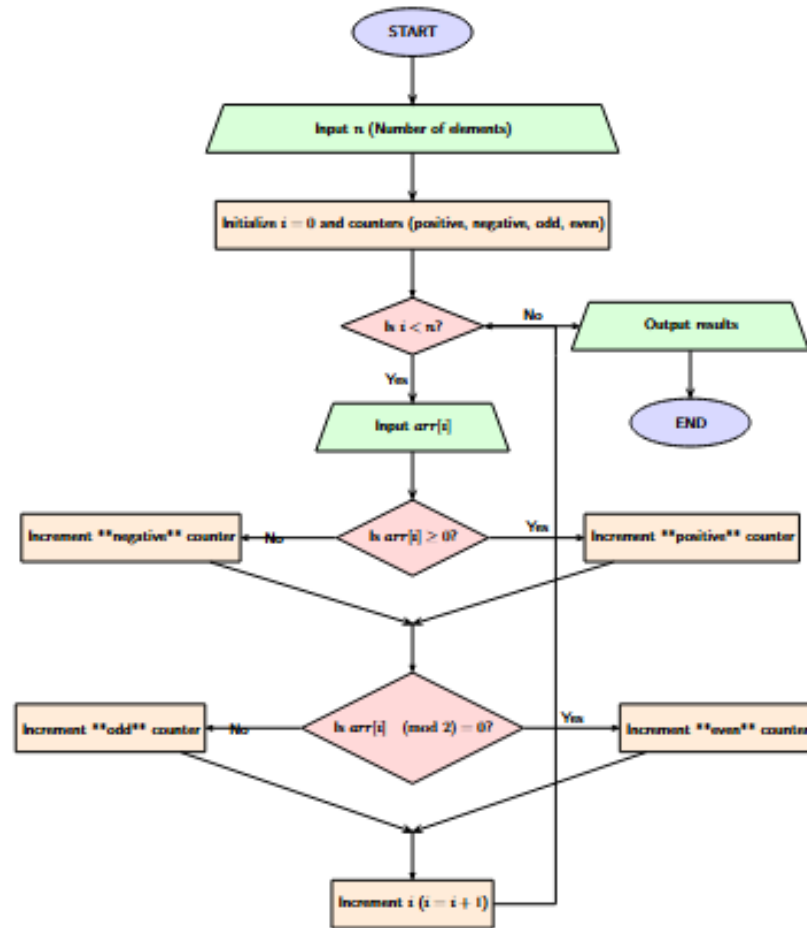 START
Input n (Number of elements)
Initialize i = 0 and counters (positive, negative, odd, even)
Is i < n?
No
Output results
Yes
END
Input arr[i]
Increment **negative** counter
No
Is arr[i] ≥ 0?
Yes
Increment **positive** counter
Increment **odd** counter
No
Is arr[i] (mod 2) = 0?
Yes
Increment **even** counter
Increment i (i = i + 1)